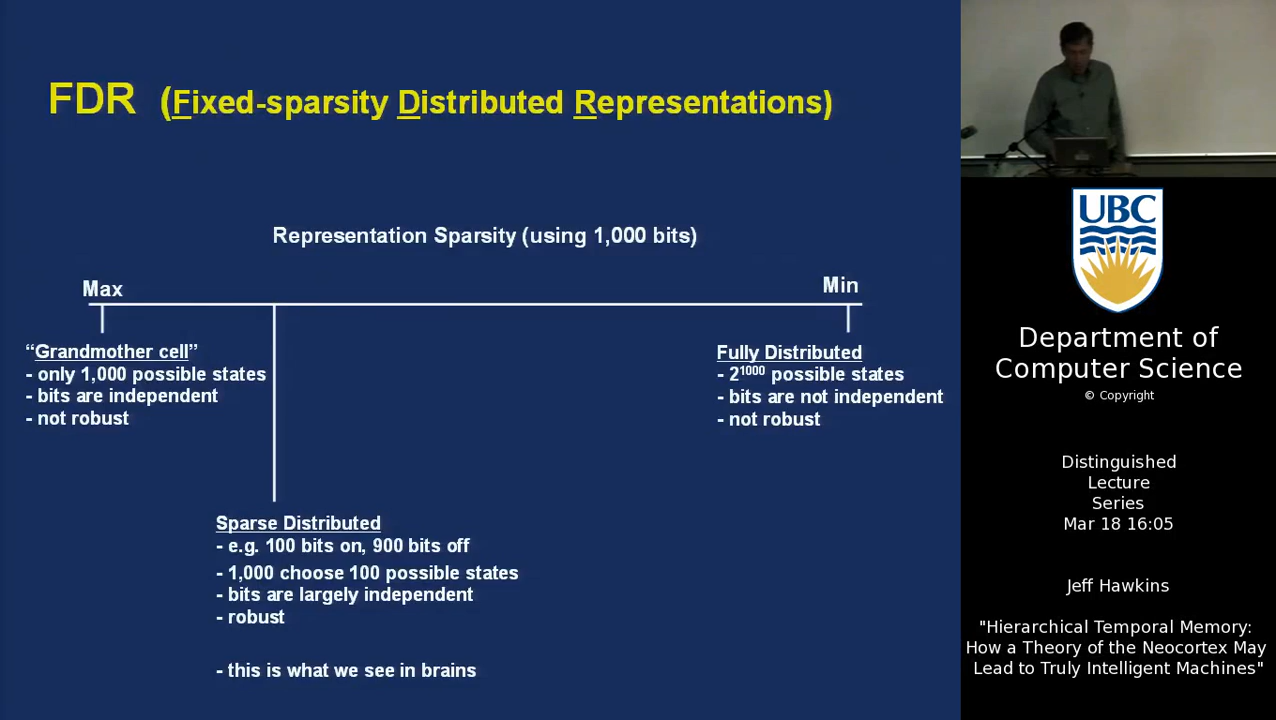 FDR (Fixed-sparsity Distributed Representations)
Representation Sparsity (using 1,000 bits)
Max
Min
“Grandmother cell”
- only 1,000 possible states
- bits are independent
- not robust
Fully Distributed
- 2¹⁰⁰⁰ possible states
- bits are not independent
- not robust
Sparse Distributed
- e.g. 100 bits on, 900 bits off
- 1,000 choose 100 possible states
- bits are largely independent
- robust
- this is what we see in brains
UBC
Department of
Computer Science
© Copyright
Distinguished
Lecture
Series
Mar 18 16:05
Jeff Hawkins
"Hierarchical Temporal Memory:
How a Theory of the Neocortex May
Lead to Truly Intelligent Machines"